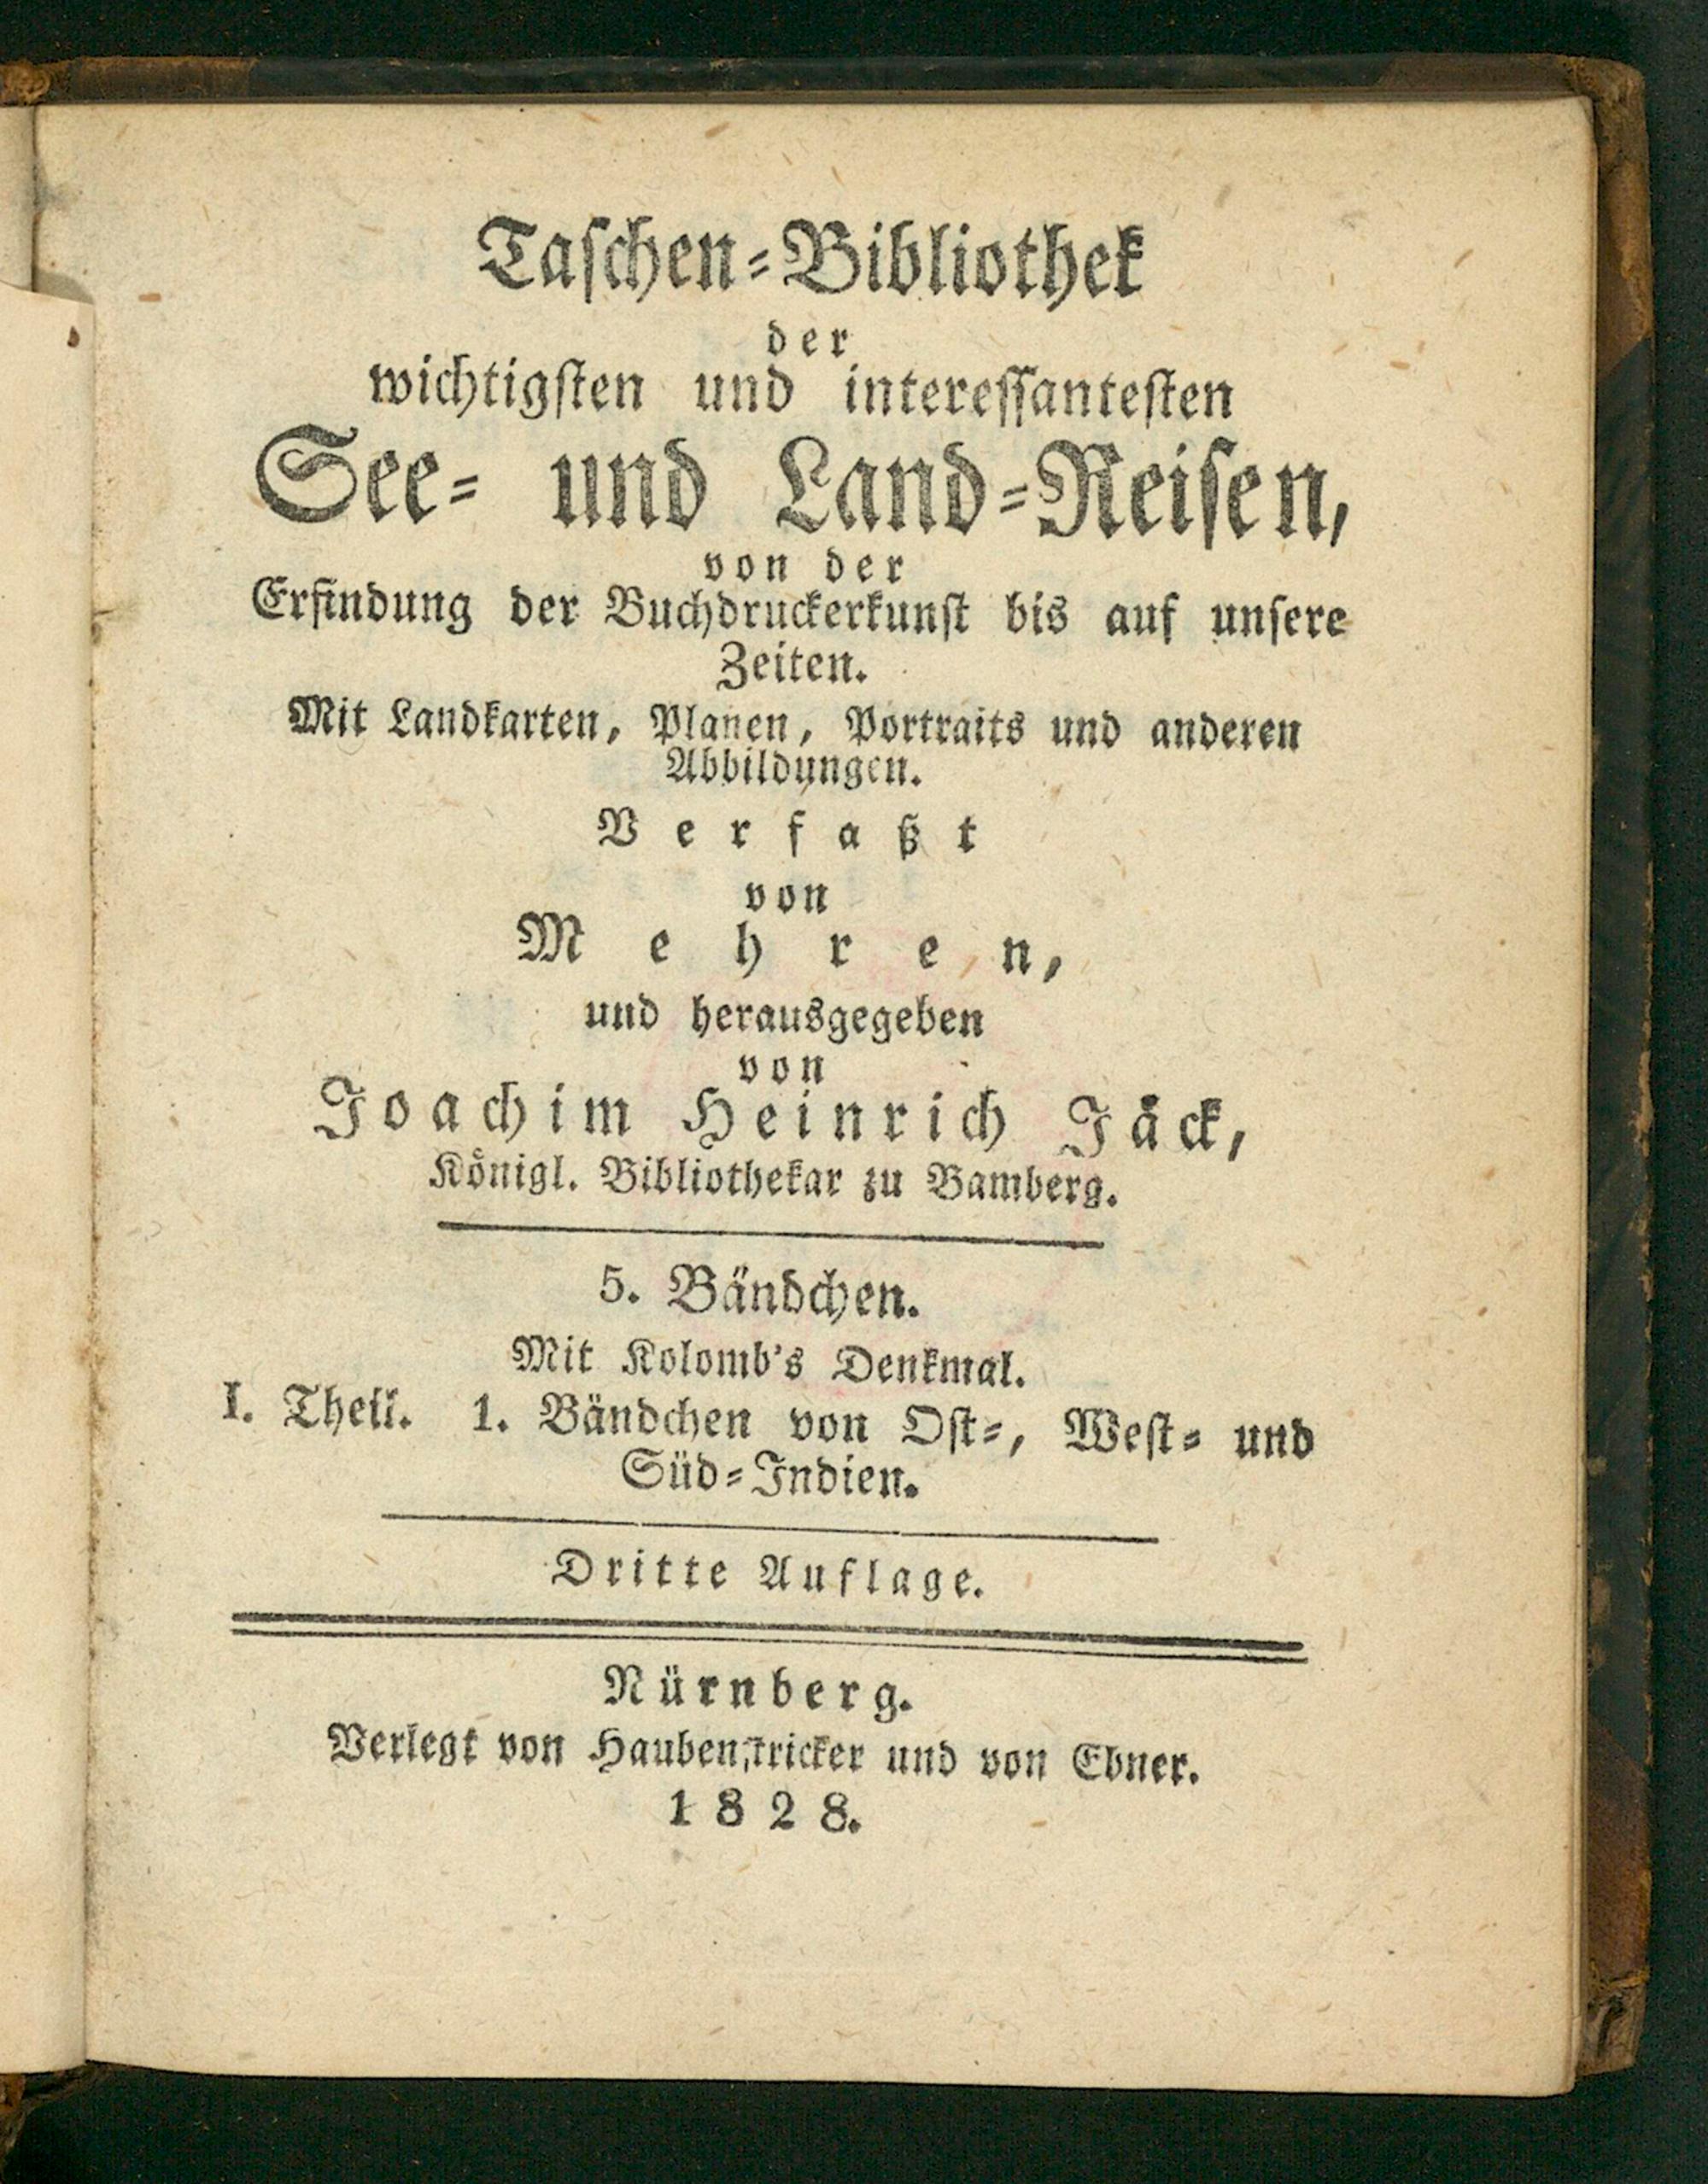 Taschen-Bibliothek
der
wichtigsten und interessantesten
See- und Land-Reisen,
von der
Erfindung der Buchdruckerkunst bis auf unsere
Zeiten.
Mit Landkarten, Planen, Portraits und anderen
Abbildungen.
Verfaßt
von
Mehren,
und herausgegeben
von
Joachim Heinrich Jäck,
Königl. Bibliothekar zu Bamberg.
5. Bändchen.
Mit Kolomb's Denkmal.
I. Theil. 1. Bändchen von Ost-, West- und
Süd-Indien.
Dritte Auflage.
Nürnberg.
Verlegt von Haubenstricker und von Ebner.
1828.